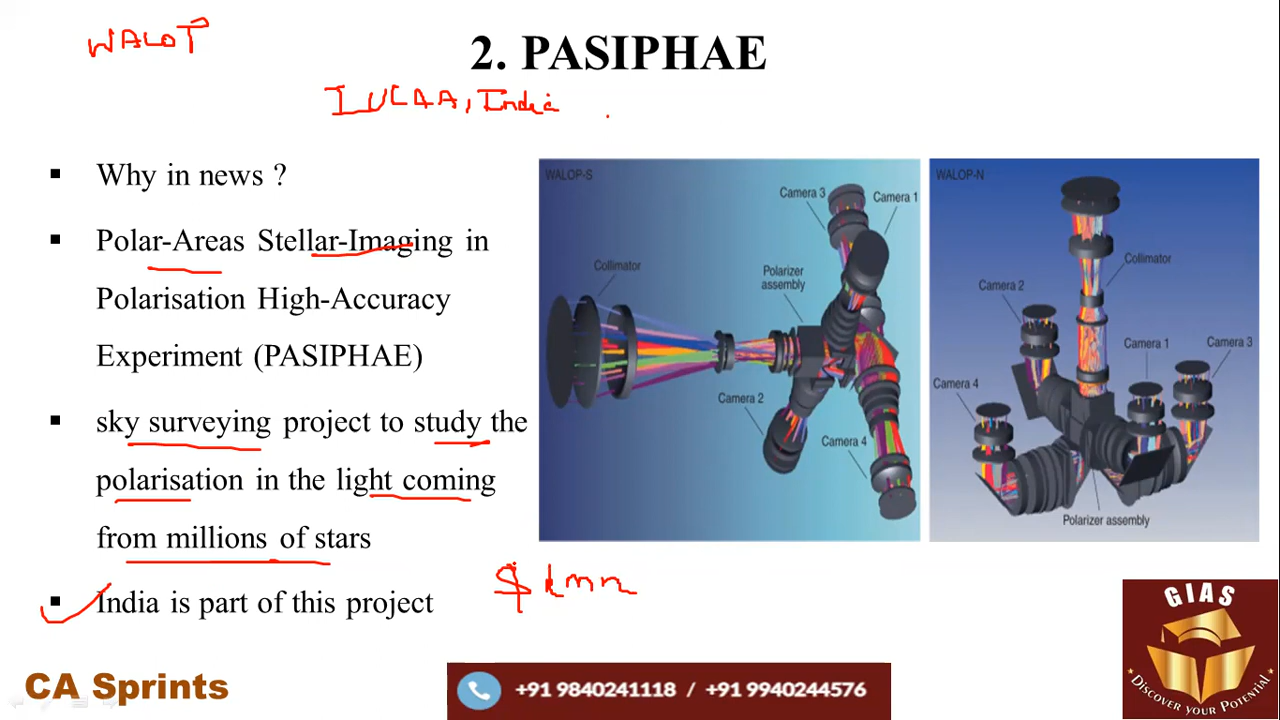 WALOP
2. PASIPHAE
IUCAA, India
▪ Why in news ?
▪ Polar-Areas Stellar-Imaging in
Polarisation High-Accuracy
Experiment (PASIPHAE)
▪ sky surveying project to study the
polarisation in the light coming
from millions of stars
▪ India is part of this project
WALOP-S
Camera 3
Camera 1
Collimator
Polarizer
assembly
Camera 2
Camera 4
WALOP-N
Collimator
Camera 2
Camera 1
Camera 3
Camera 4
Polarizer assembly
CA Sprints
+91 9840241118 / +91 9940244576
GIAS
DISCOVER YOUR POTENTIAL